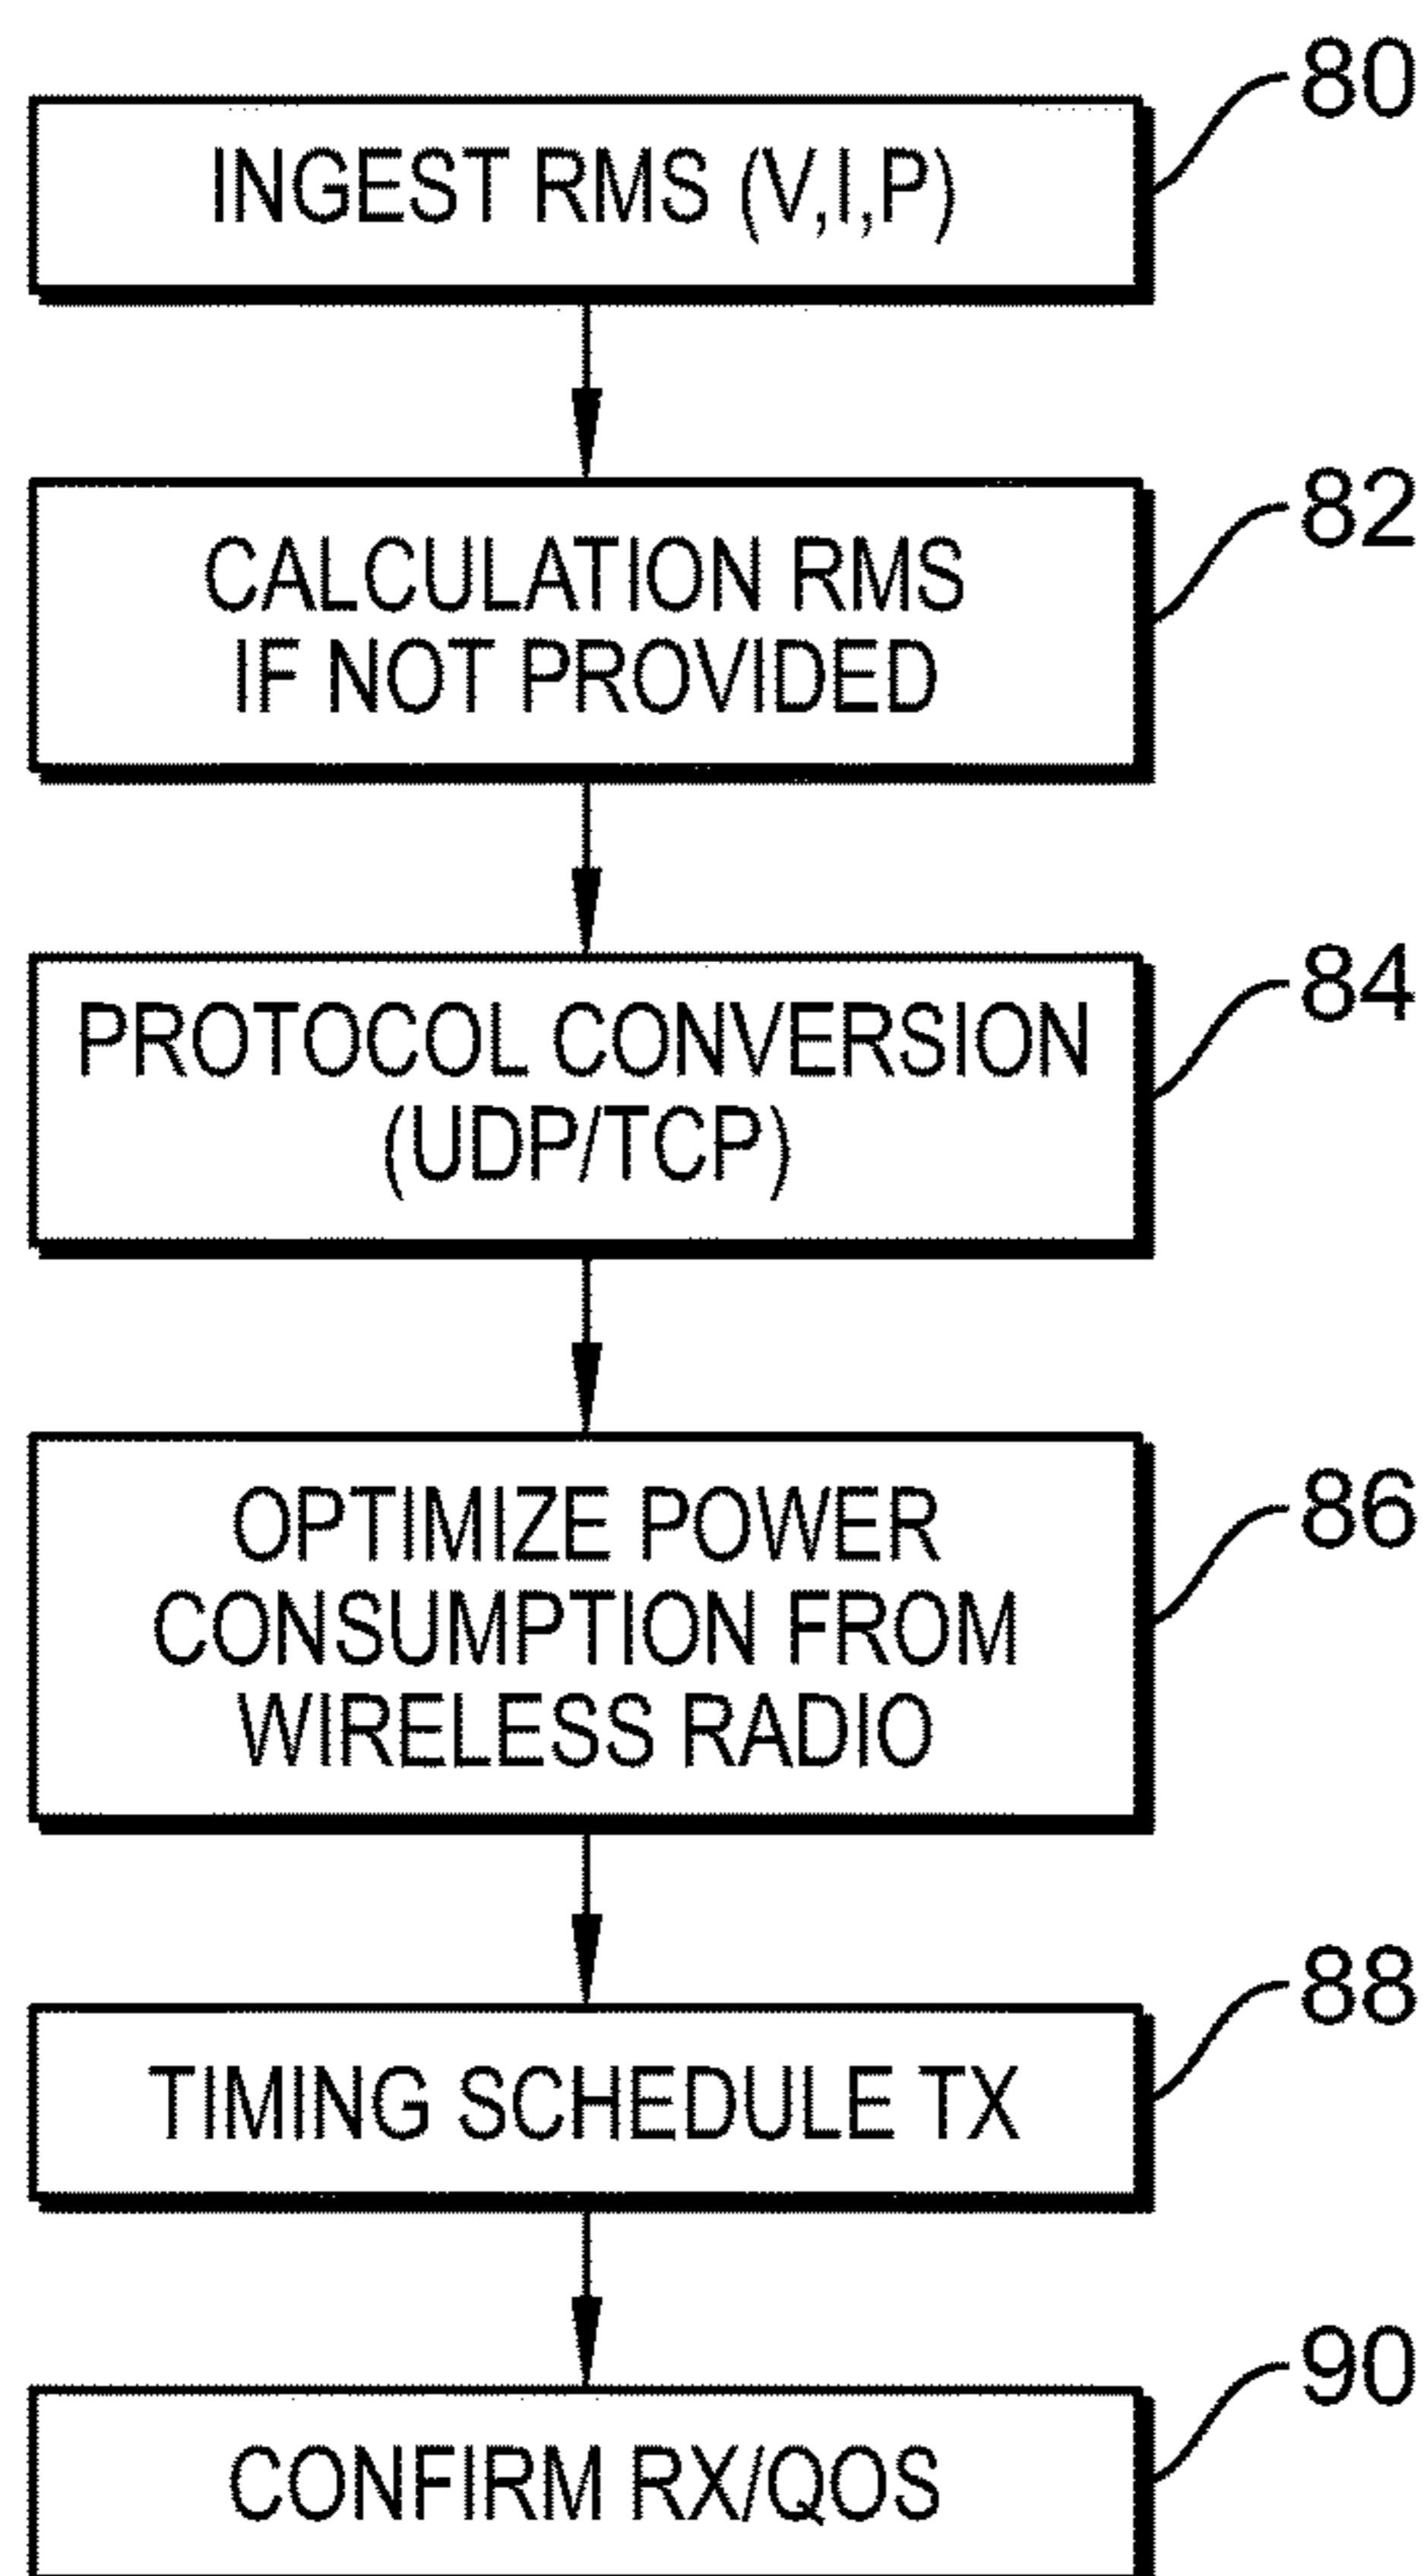 80
INGEST RMS (V,I,P)
82
CALCULATION RMS
IF NOT PROVIDED
84
PROTOCOL CONVERSION
(UDP/TCP)
86
OPTIMIZE POWER
CONSUMPTION FROM
WIRELESS RADIO
88
TIMING SCHEDULE TX
90
CONFIRM RX/QOS